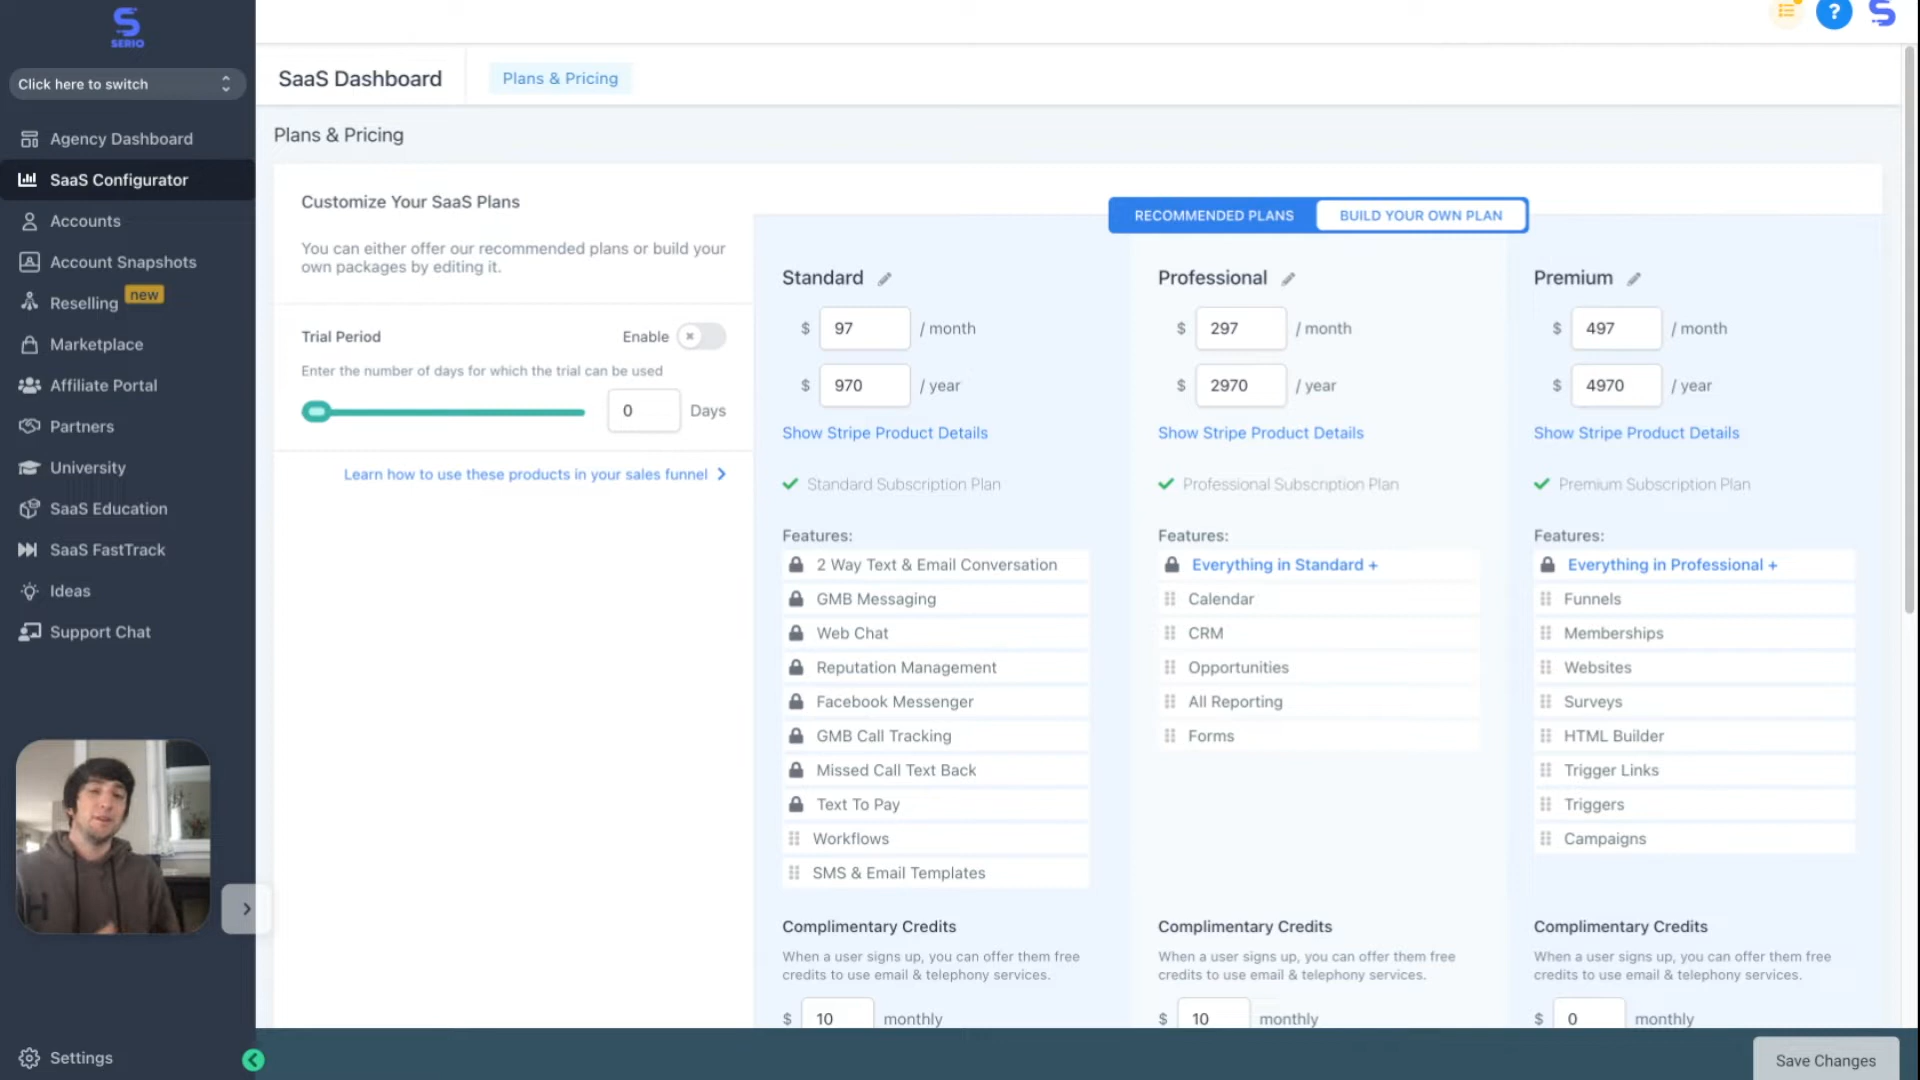 SERIO
Click here to switch
Agency Dashboard
SaaS Configurator
Accounts
Account Snapshots
Reselling new
Marketplace
Affiliate Portal
Partners
University
SaaS Education
SaaS FastTrack
Ideas
Support Chat
Settings
?
SaaS Dashboard
Plans & Pricing
Plans & Pricing
Customize Your SaaS Plans
You can either offer our recommended plans or build your
own packages by editing it.
Trial Period
Enable
Enter the number of days for which the trial can be used
0 Days
Learn how to use these products in your sales funnel
RECOMMENDED PLANS
BUILD YOUR OWN PLAN
Standard
$ 97 / month
$ 970 / year
Show Stripe Product Details
Standard Subscription Plan
Features:
2 Way Text & Email Conversation
GMB Messaging
Web Chat
Reputation Management
Facebook Messenger
GMB Call Tracking
Missed Call Text Back
Text To Pay
Workflows
SMS & Email Templates
Complimentary Credits
When a user signs up, you can offer them free
credits to use email & telephony services.
$ 10 monthly
Professional
$ 297 / month
$ 2970 / year
Show Stripe Product Details
Professional Subscription Plan
Features:
Everything in Standard +
Calendar
CRM
Opportunities
All Reporting
Forms
Complimentary Credits
When a user signs up, you can offer them free
credits to use email & telephony services.
$ 10 monthly
Premium
$ 497 / month
$ 4970 / year
Show Stripe Product Details
Premium Subscription Plan
Features:
Everything in Professional +
Funnels
Memberships
Websites
Surveys
HTML Builder
Trigger Links
Triggers
Campaigns
Complimentary Credits
When a user signs up, you can offer them free
credits to use email & telephony services.
$ 0 monthly
Save Changes